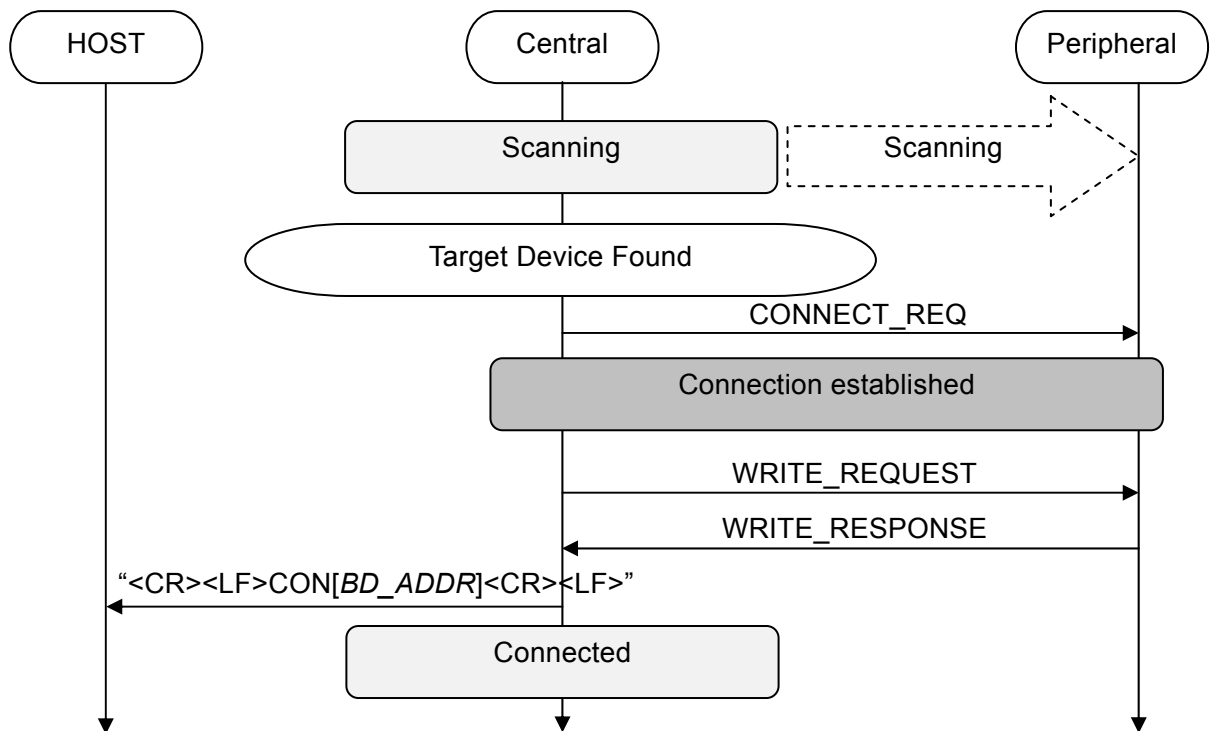 HOST
Central
Peripheral
Scanning
Scanning
Target Device Found
CONNECT_REQ
Connection established
WRITE_REQUEST
WRITE_RESPONSE
“<CR><LF>CON[BD_ADDR]<CR><LF>”
Connected